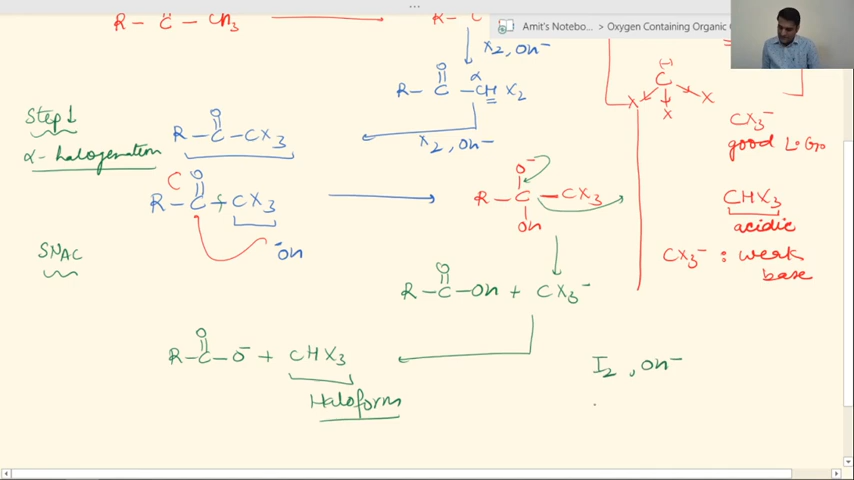 R - C - CH3
R - C
Amit's Notebo... > Oxygen Containing Organic C
X2, OH-
O
R - C - CH X2
α
(-)
C
X X
X
Step 1
α- halogenation
R - C - CX3
O
X2, OH-
CX3-
good L.G.
O
R - C + CX3
O-
R - C - CX3
OH
CHX3
acidic
-OH
SNAC
CX3- : weak
base
O
R - C - OH + CX3-
O
R - C - O- + CHX3
I2, OH-
Haloform